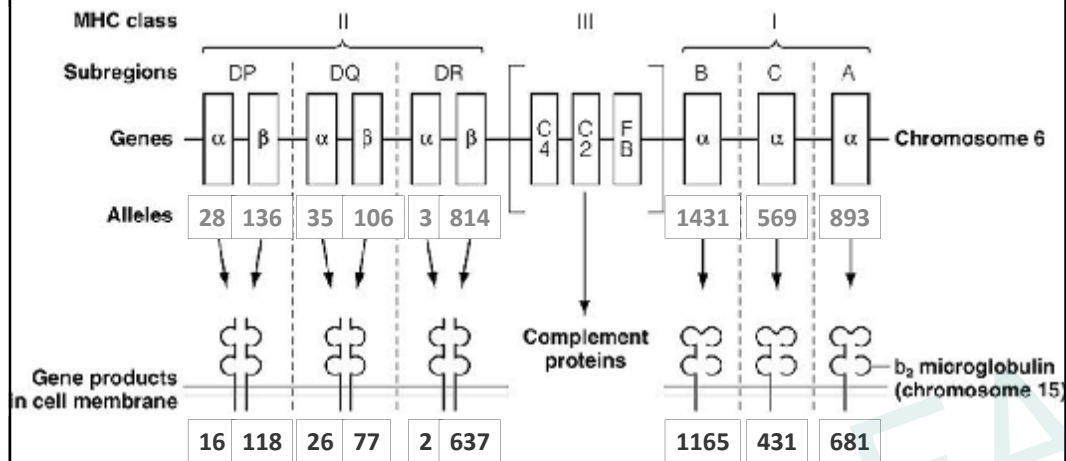 MHC class II III I
Subregions DP DQ DR B C A
Genes α β α β α β C4 C2 FB α α α Chromosome 6
Alleles 28 136 35 106 3 814 1431 569 893
Complement
proteins
Gene products
in cell membrane
b₂ microglobulin
(chromosome 15)
16 118 26 77 2 637 1165 431 681